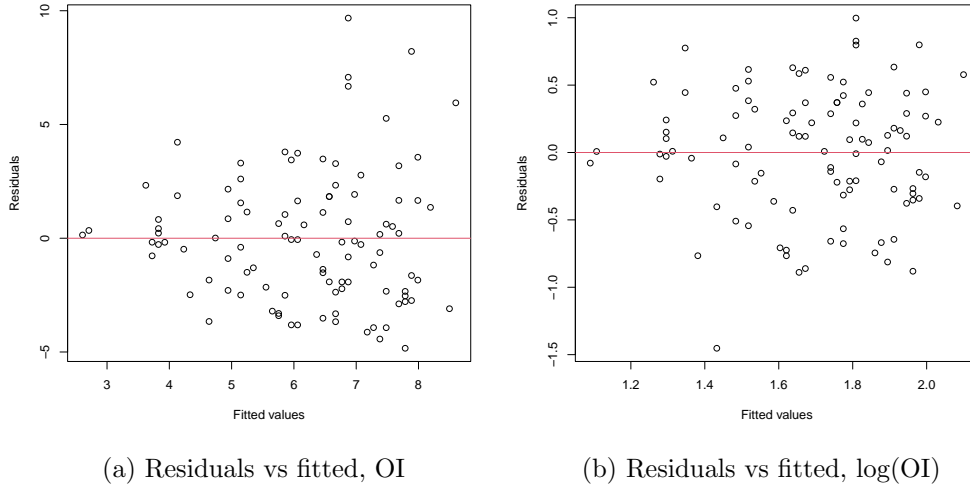 10
5
0
−5
Residuals
3 4 5 6 7 8
Fitted values
(a) Residuals vs fitted, OI
1.0
0.5
0.0
−0.5
−1.0
−1.5
Residuals
1.2 1.4 1.6 1.8 2.0
Fitted values
(b) Residuals vs fitted, log(OI)